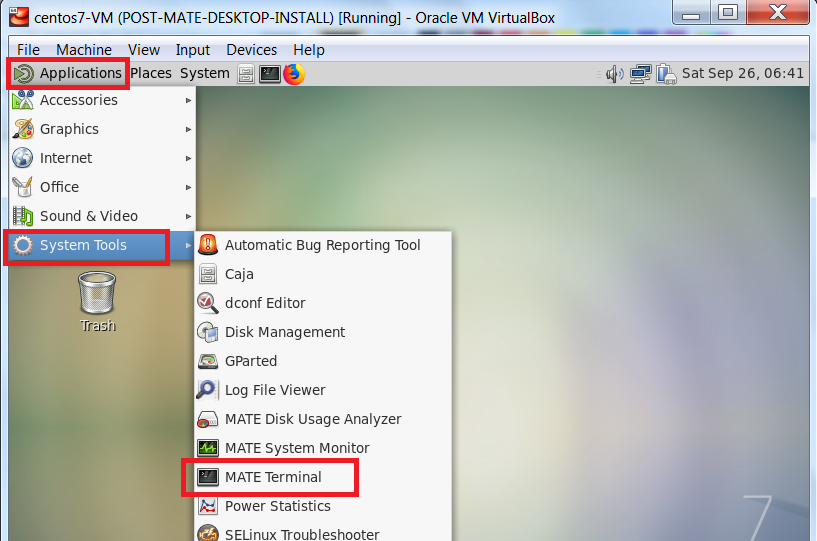 centos7-VM (POST-MATE-DESKTOP-INSTALL) [Running] - Oracle VM VirtualBox
File Machine View Input Devices Help
Applications Places System Sat Sep 26, 06:41
Accessories
Graphics
Internet
Office
Sound & Video
System Tools
Automatic Bug Reporting Tool
Caja
dconf Editor
Disk Management
GParted
Log File Viewer
MATE Disk Usage Analyzer
MATE System Monitor
MATE Terminal
Power Statistics
SELinux Troubleshooter
Trash
7